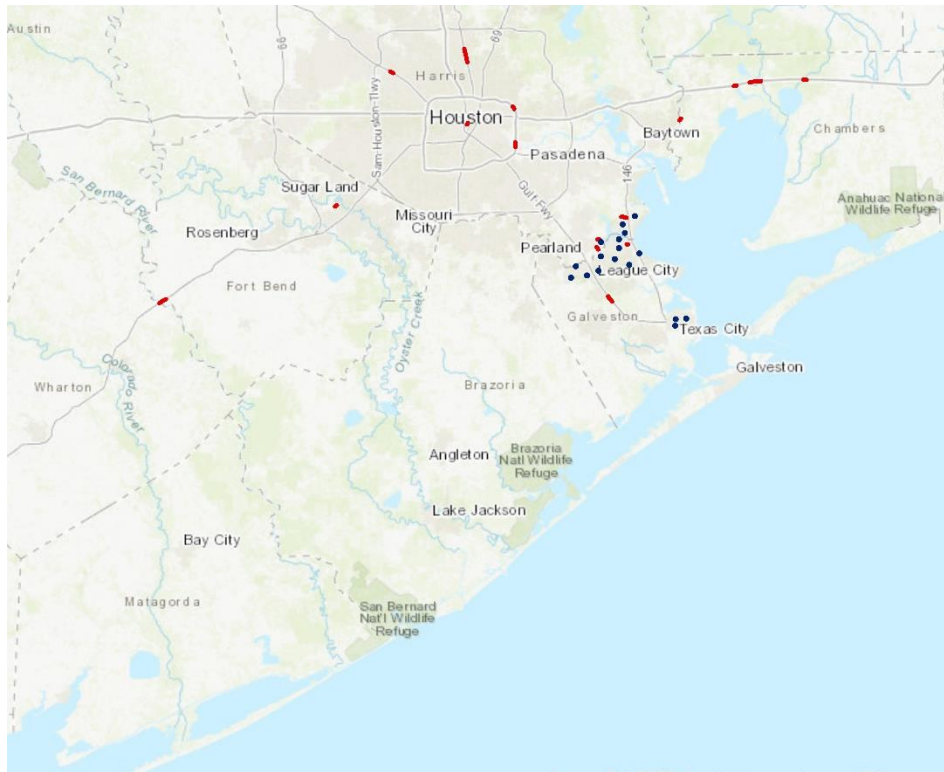 Austin
66
69
Harris
Sam-Houston-Tlwy
Houston
Baytown
Chambers
Pasadena
San Bernard
River
Sugar Land
146
Gulf-Fwy
Anahuac National
Wildlife Refuge
Missouri
City
Rosenberg
Pearland
League City
Fort Bend
Galveston
Texas City
Oyster Creek
Colorado
River
Galveston
Wharton
Brazoria
Angleton
Brazoria
Natl Wildlife
Refuge
Lake Jackson
Bay City
Matagorda
San Bernard
Nat'l Wildlife
Refuge